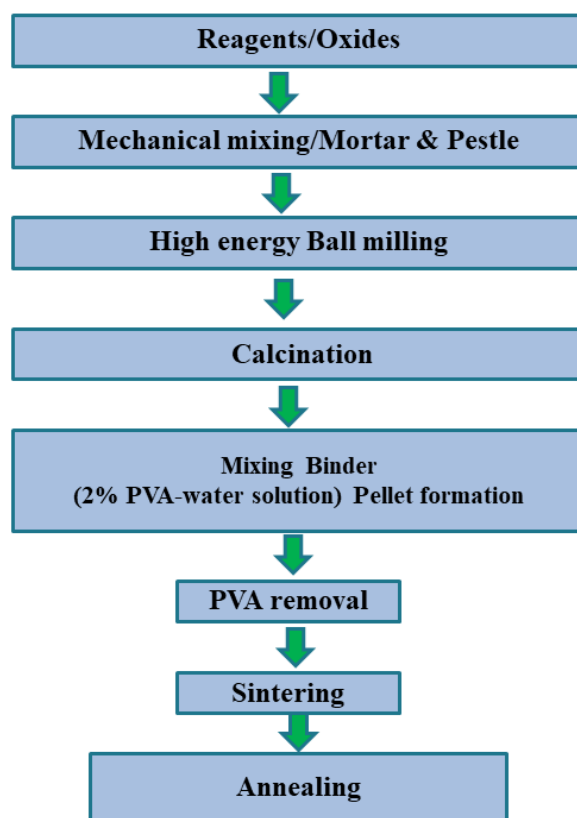 Reagents/Oxides
Mechanical mixing/Mortar & Pestle
High energy Ball milling
Calcination
Mixing Binder
(2% PVA-water solution) Pellet formation
PVA removal
Sintering
Annealing